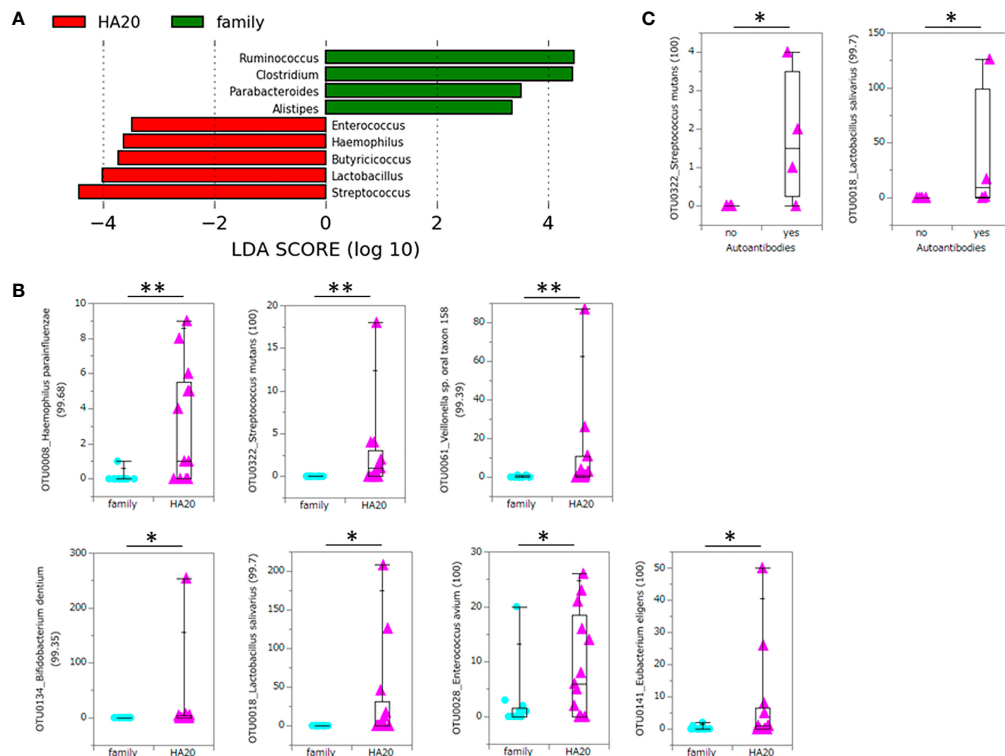 A
HA20
family
Ruminococcus
Clostridium
Parabacteroides
Alistipes
Enterococcus
Haemophilus
Butyricicoccus
Lactobacillus
Streptococcus
−4
−2
0
2
4
LDA SCORE (log 10)
B
**
OTU0008_Haemophilus parainfluenzae
(99.68)
10
8
6
4
2
0
family
HA20
**
OTU0322_Streptococcus mutans (100)
20
15
10
5
0
family
HA20
**
OTU0061_Veillonella sp. oral taxon 158
(99.39)
80
60
40
20
0
family
HA20
*
OTU0134_Bifidobacterium dentium
(99.35)
300
200
100
0
family
HA20
*
OTU0018_Lactobacillus salivarius (99.7)
200
150
100
50
0
family
HA20
*
OTU0028_Enterococcus avium (100)
30
20
10
0
family
HA20
*
OTU0141_Eubacterium eligens (100)
50
40
30
20
10
0
family
HA20
C
*
OTU0322_Streptococcus mutans (100)
4
3
2
1
0
no
yes
Autoantibodies
*
OTU0018_Lactobacillus salivarius (99.7)
150
100
50
0
no
yes
Autoantibodies